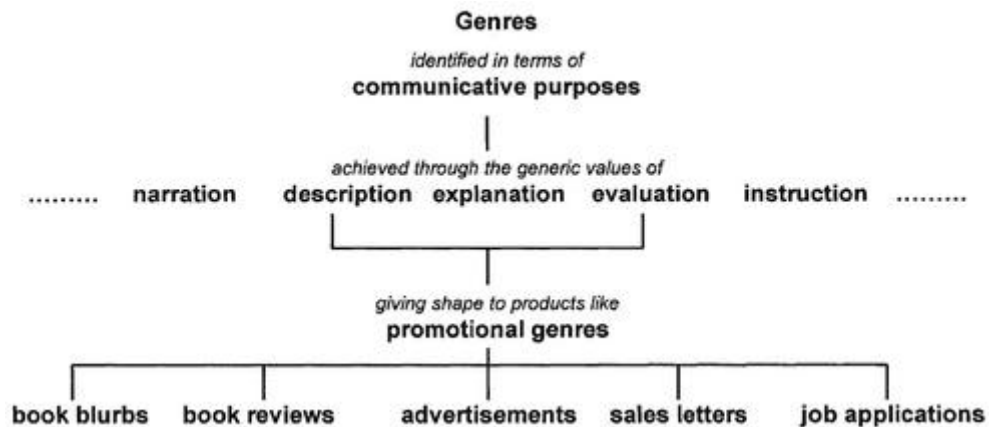 Genres
identified in terms of
communicative purposes
achieved through the generic values of
......... narration description explanation evaluation instruction .........
giving shape to products like
promotional genres
book blurbs book reviews advertisements sales letters job applications